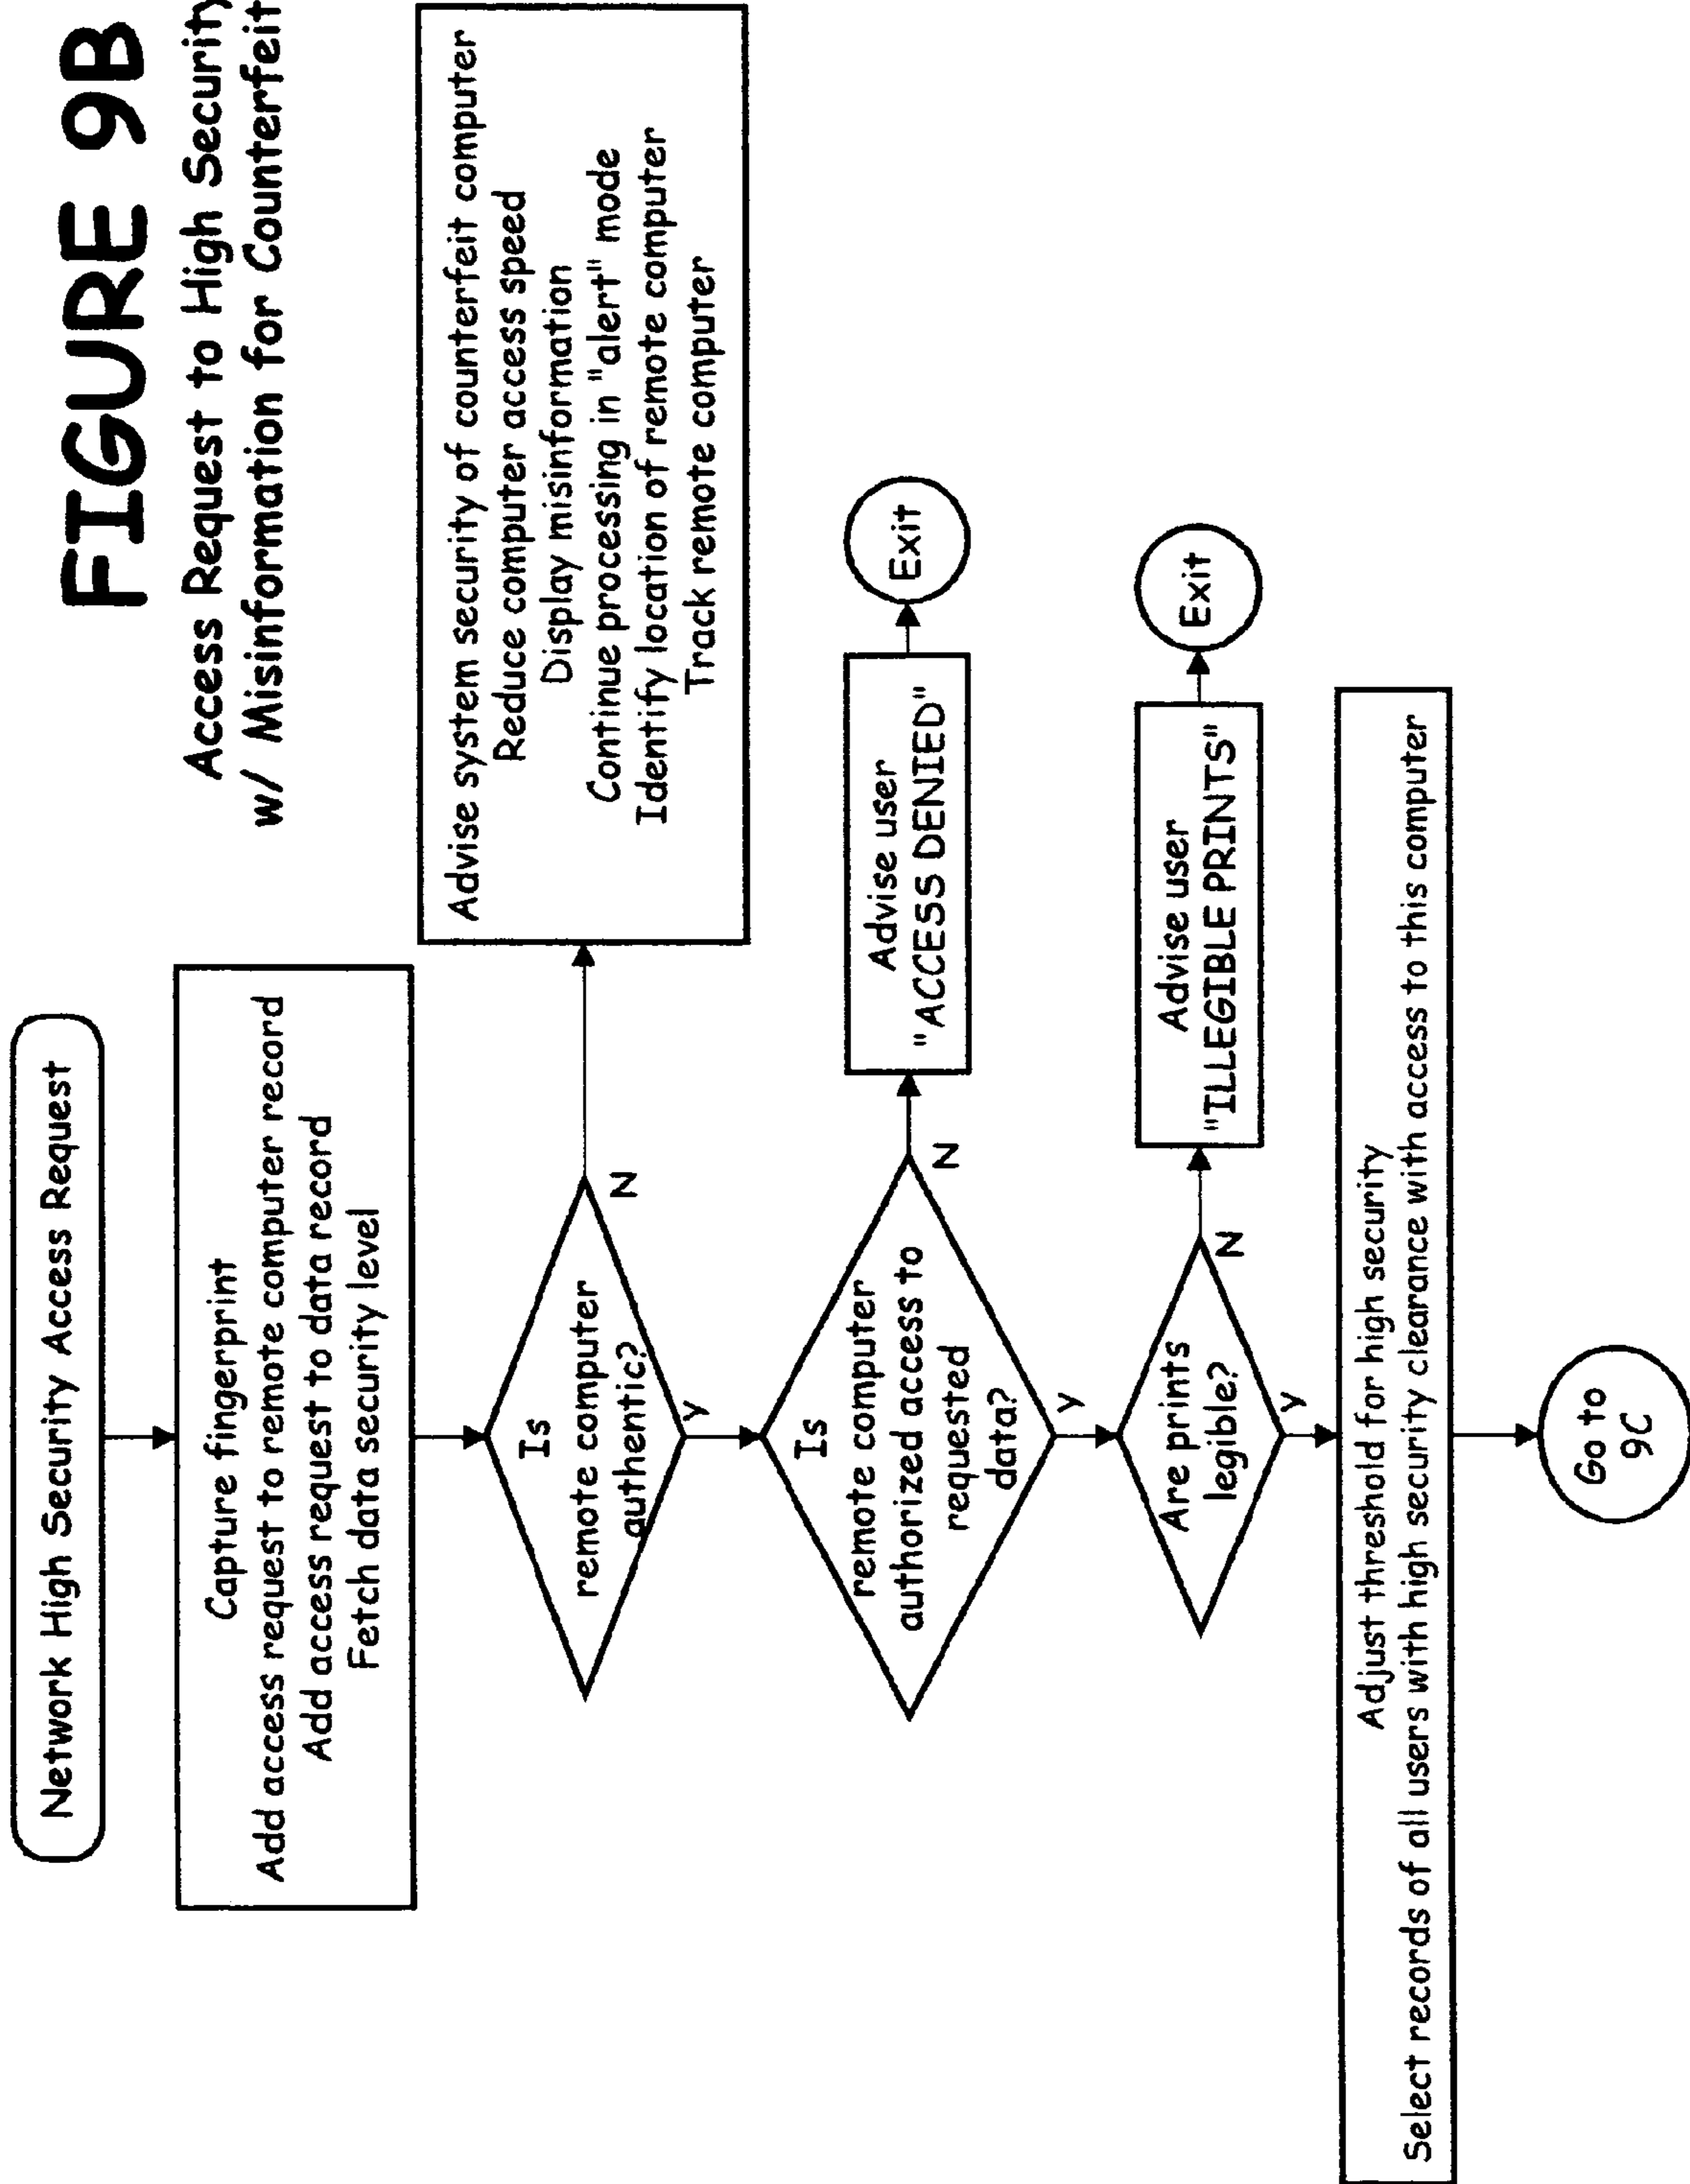 FIGURE 9B
Access Request to High Security
w/ Misinformation for Counterfeit
Network High Security Access Request
Capture fingerprint
Add access request to remote computer record
Add access request to data record
Fetch data security level
Is
remote computer
authentic?
N
Y
Advise system security of counterfeit computer
Reduce computer access speed
Display misinformation
Continue processing in "alert" mode
Identify location of remote computer
Track remote computer
Is
remote computer
authorized access to
requested
data?
N
Y
Advise user
"ACCESS DENIED"
Exit
Are prints
legible?
N
Y
Advise user
"ILLEGIBLE PRINTS"
Exit
Adjust threshold for high security
Select records of all users with high security clearance with access to this computer
Go to
9C